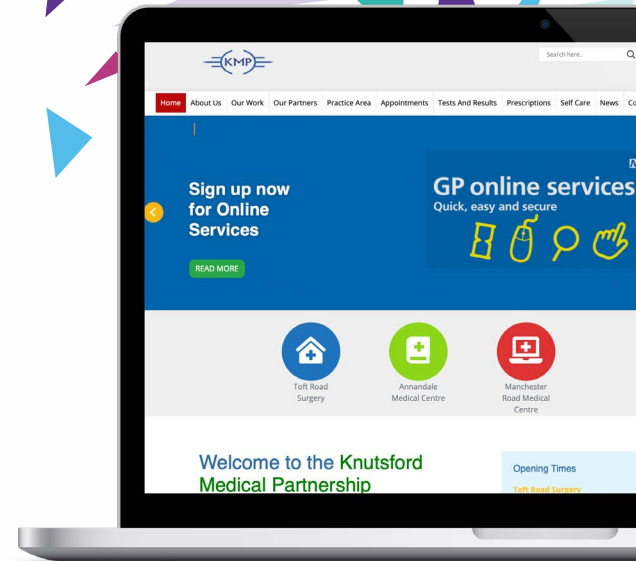 KMP
Search here..
Home About Us Our Work Our Partners Practice Area Appointments Tests And Results Prescriptions Self Care News
Sign up now
for Online
Services
READ MORE
GP online services
Quick, easy and secure
Toft Road
Surgery
Annandale
Medical Centre
Manchester
Road Medical
Centre
Welcome to the Knutsford
Medical Partnership
Opening Times
Toft Road Surgery